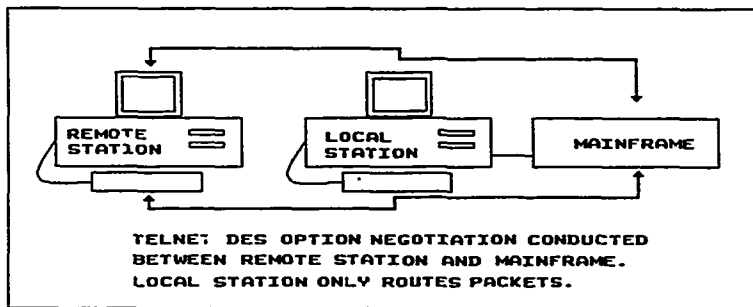 REMOTE
STATION
LOCAL
STATION
MAINFRAME
TELNET DES OPTION NEGOTIATION CONDUCTED
BETWEEN REMOTE STATION AND MAINFRAME.
LOCAL STATION ONLY ROUTES PACKETS.